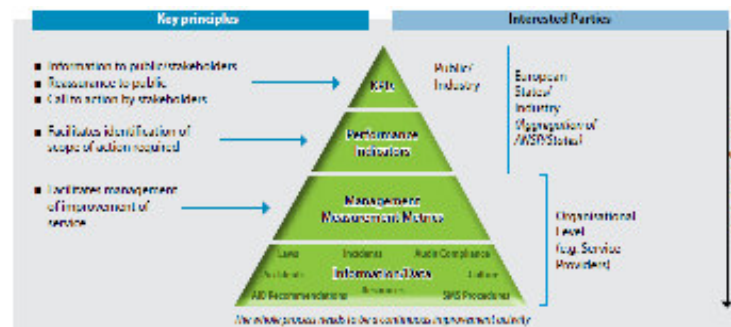 Key principles
Interested Parties
■ Information to public/stakeholders
■ Reassurance to public
■ Call to action by stakeholders
■ Facilitates identification of
scope of action required
■ Facilitates management
of improvement of
service
KPIs
Performance
Indicators
Management
Measurement Metrics
Laws Incidents Audit Compliance
Accidents Information/Data Culture
Resources
AIB Recommendations SMS Procedures
Public/
Industry
European
States/
Industry
(Aggregation of
ANSP/States)
Organisational
Level
(e.g. Service
Providers)
The whole process needs to be a continuous improvement activity